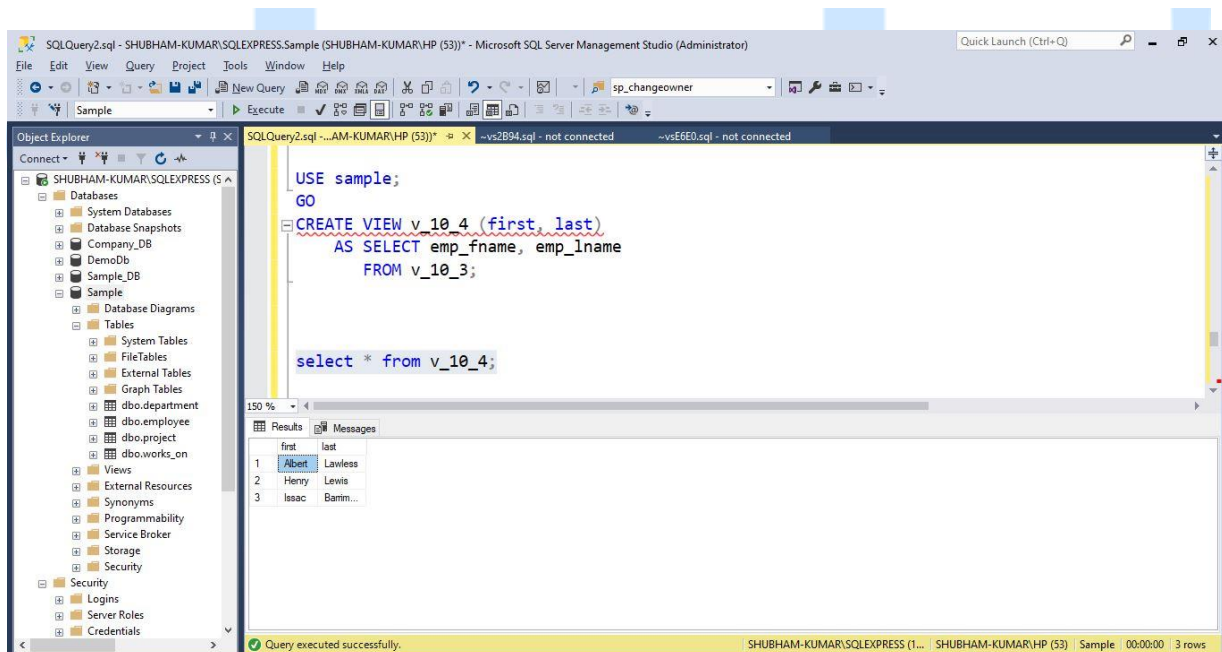 SQLQuery2.sql - SHUBHAM-KUMAR\SQLEXPRESS.Sample (SHUBHAM-KUMAR\HP (53))* - Microsoft SQL Server Management Studio (Administrator)
Quick Launch (Ctrl+Q)
File Edit View Query Project Tools Window Help
New Query MDX DMX XMLA DAX sp_changeowner
Sample Execute
Object Explorer
SQLQuery2.sql -...AM-KUMAR\HP (53))* ~vs2B94.sql - not connected ~vsE6E0.sql - not connected
Connect
SHUBHAM-KUMAR\SQLEXPRESS (S
Databases
System Databases
Database Snapshots
Company_DB
DemoDb
Sample_DB
Sample
Database Diagrams
Tables
System Tables
FileTables
External Tables
Graph Tables
dbo.department
dbo.employee
dbo.project
dbo.works_on
Views
External Resources
Synonyms
Programmability
Service Broker
Storage
Security
Security
Logins
Server Roles
Credentials
USE sample;
GO
CREATE VIEW v_10_4 (first, last)
AS SELECT emp_fname, emp_lname
FROM v_10_3;
select * from v_10_4;
150 %
Results Messages
first last
1 Albert Lawless
2 Henry Lewis
3 Issac Barrim...
Query executed successfully.
SHUBHAM-KUMAR\SQLEXPRESS (1... SHUBHAM-KUMAR\HP (53) Sample 00:00:00 3 rows